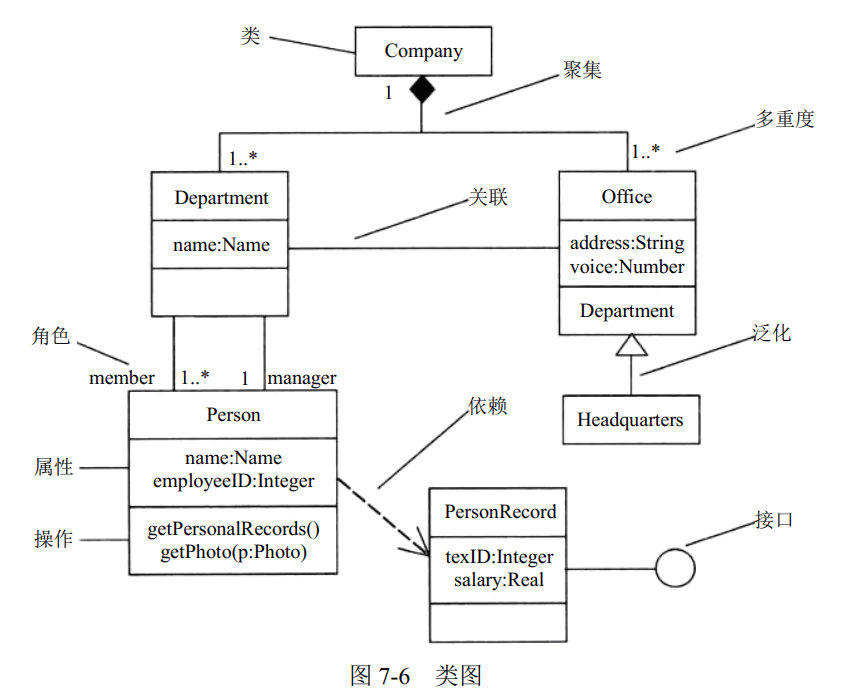 类
Company
聚集
1
多重度
1..*
1..*
Department
Office
关联
name:Name
address:String
voice:Number
Department
角色
泛化
member
1..*
1
manager
Person
依赖
Headquarters
属性
name:Name
employeeID:Integer
PersonRecord
接口
操作
getPersonalRecords()
getPhoto(p:Photo)
texID:Integer
salary:Real
图 7-6 类图